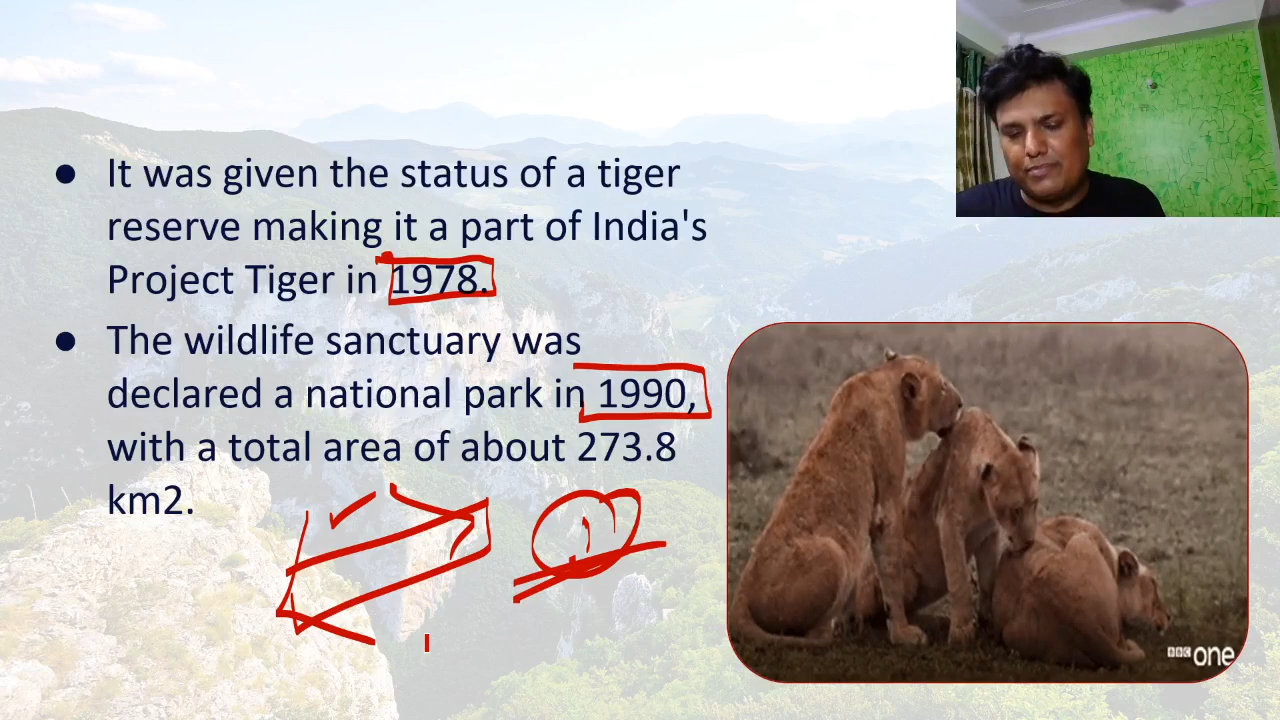 ● It was given the status of a tiger
reserve making it a part of India's
Project Tiger in 1978.
● The wildlife sanctuary was
declared a national park in 1990,
with a total area of about 273.8
km2.
BBC one